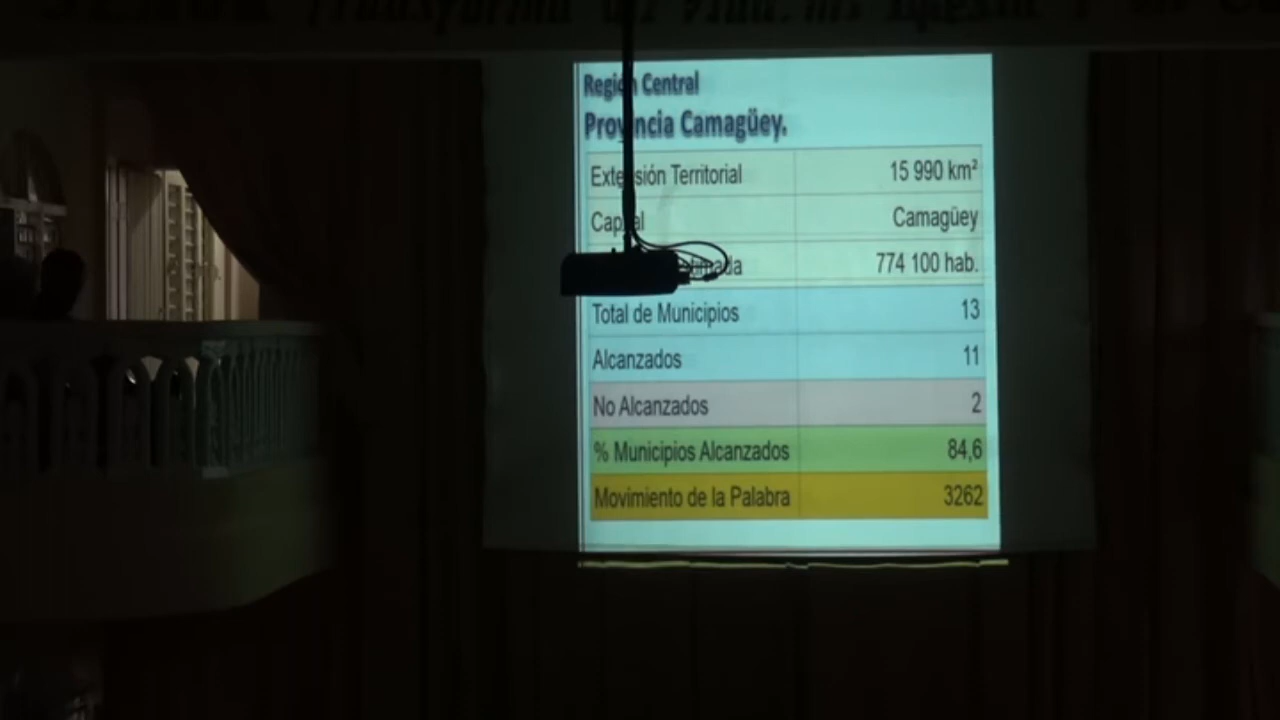 Región Central
Provincia Camagüey.
Extensión Territorial 15 990 km²
Capital Camagüey
774 100 hab.
Total de Municipios 13
Alcanzados 11
No Alcanzados 2
% Municipios Alcanzados 84,6
Movimiento de la Palabra 3262